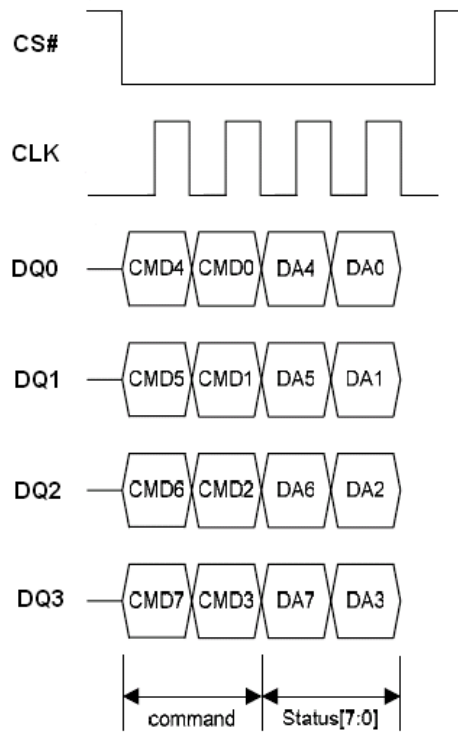 CS#
CLK
DQ0 CMD4 CMD0 DA4 DA0
DQ1 CMD5 CMD1 DA5 DA1
DQ2 CMD6 CMD2 DA6 DA2
DQ3 CMD7 CMD3 DA7 DA3
command Status[7:0]